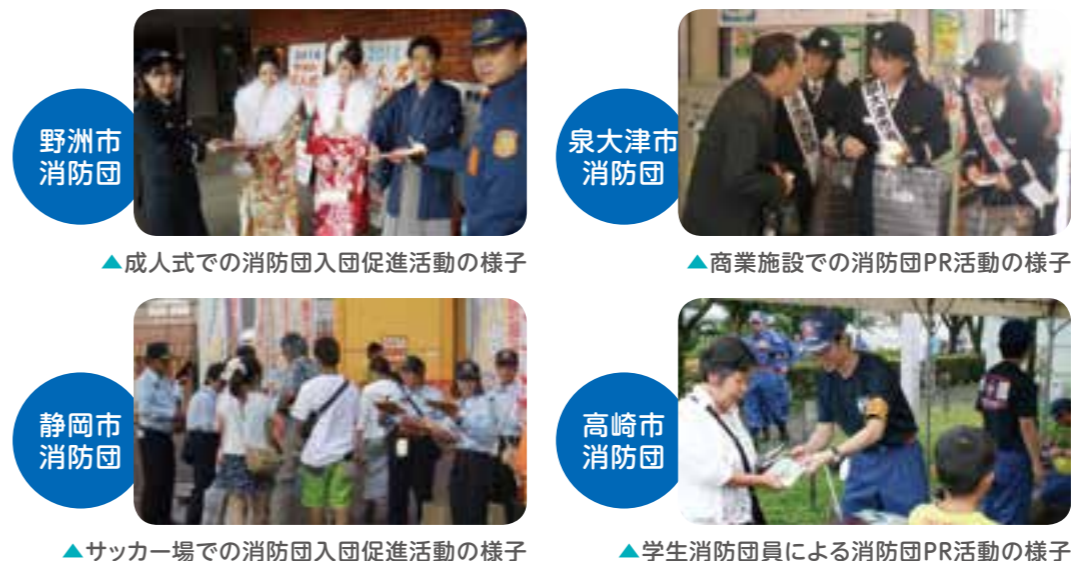 野洲市
消防団
▲成人式での消防団入団促進活動の様子
泉大津市
消防団
▲商業施設での消防団PR活動の様子
静岡市
消防団
▲サッカー場での消防団入団促進活動の様子
高崎市
消防団
▲学生消防団員による消防団PR活動の様子